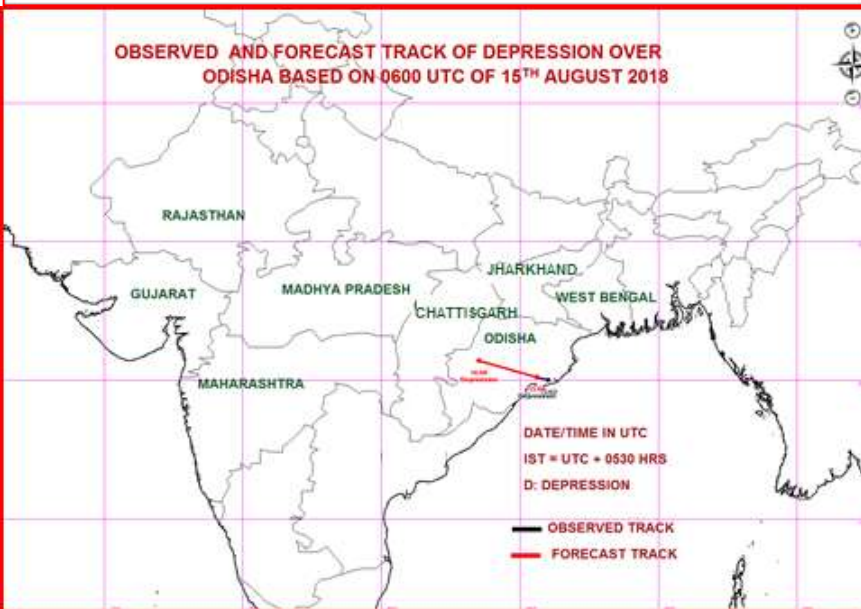 OBSERVED AND FORECAST TRACK OF DEPRESSION OVER
ODISHA BASED ON 0600 UTC OF 15TH AUGUST 2018
RAJASTHAN
JHARKHAND
GUJARAT
MADHYA PRADESH
WEST BENGAL
CHATTISGARH
ODISHA
MAHARASHTRA
DATE/TIME IN UTC
IST = UTC + 0530 HRS
D: DEPRESSION
OBSERVED TRACK
FORECAST TRACK